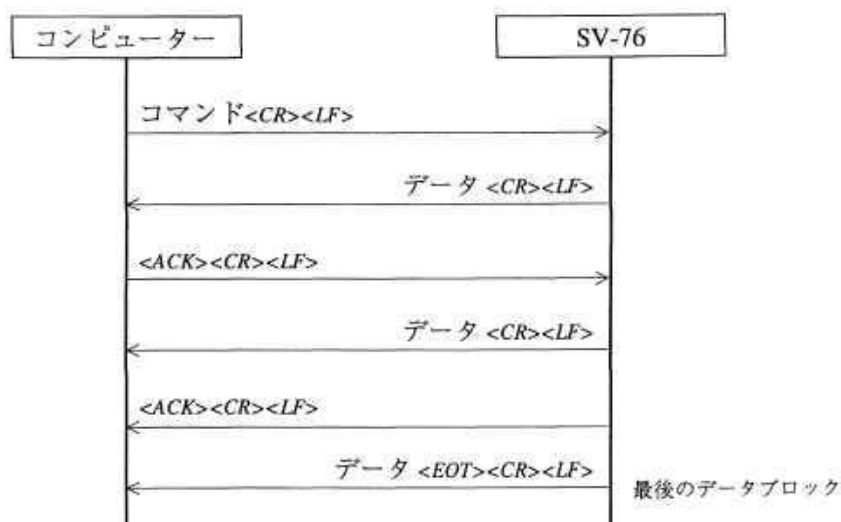 コンピューター
SV-76
コマンド<CR><LF>
データ <CR><LF>
<ACK><CR><LF>
データ <CR><LF>
<ACK><CR><LF>
データ <EOT><CR><LF>
最後のデータブロック